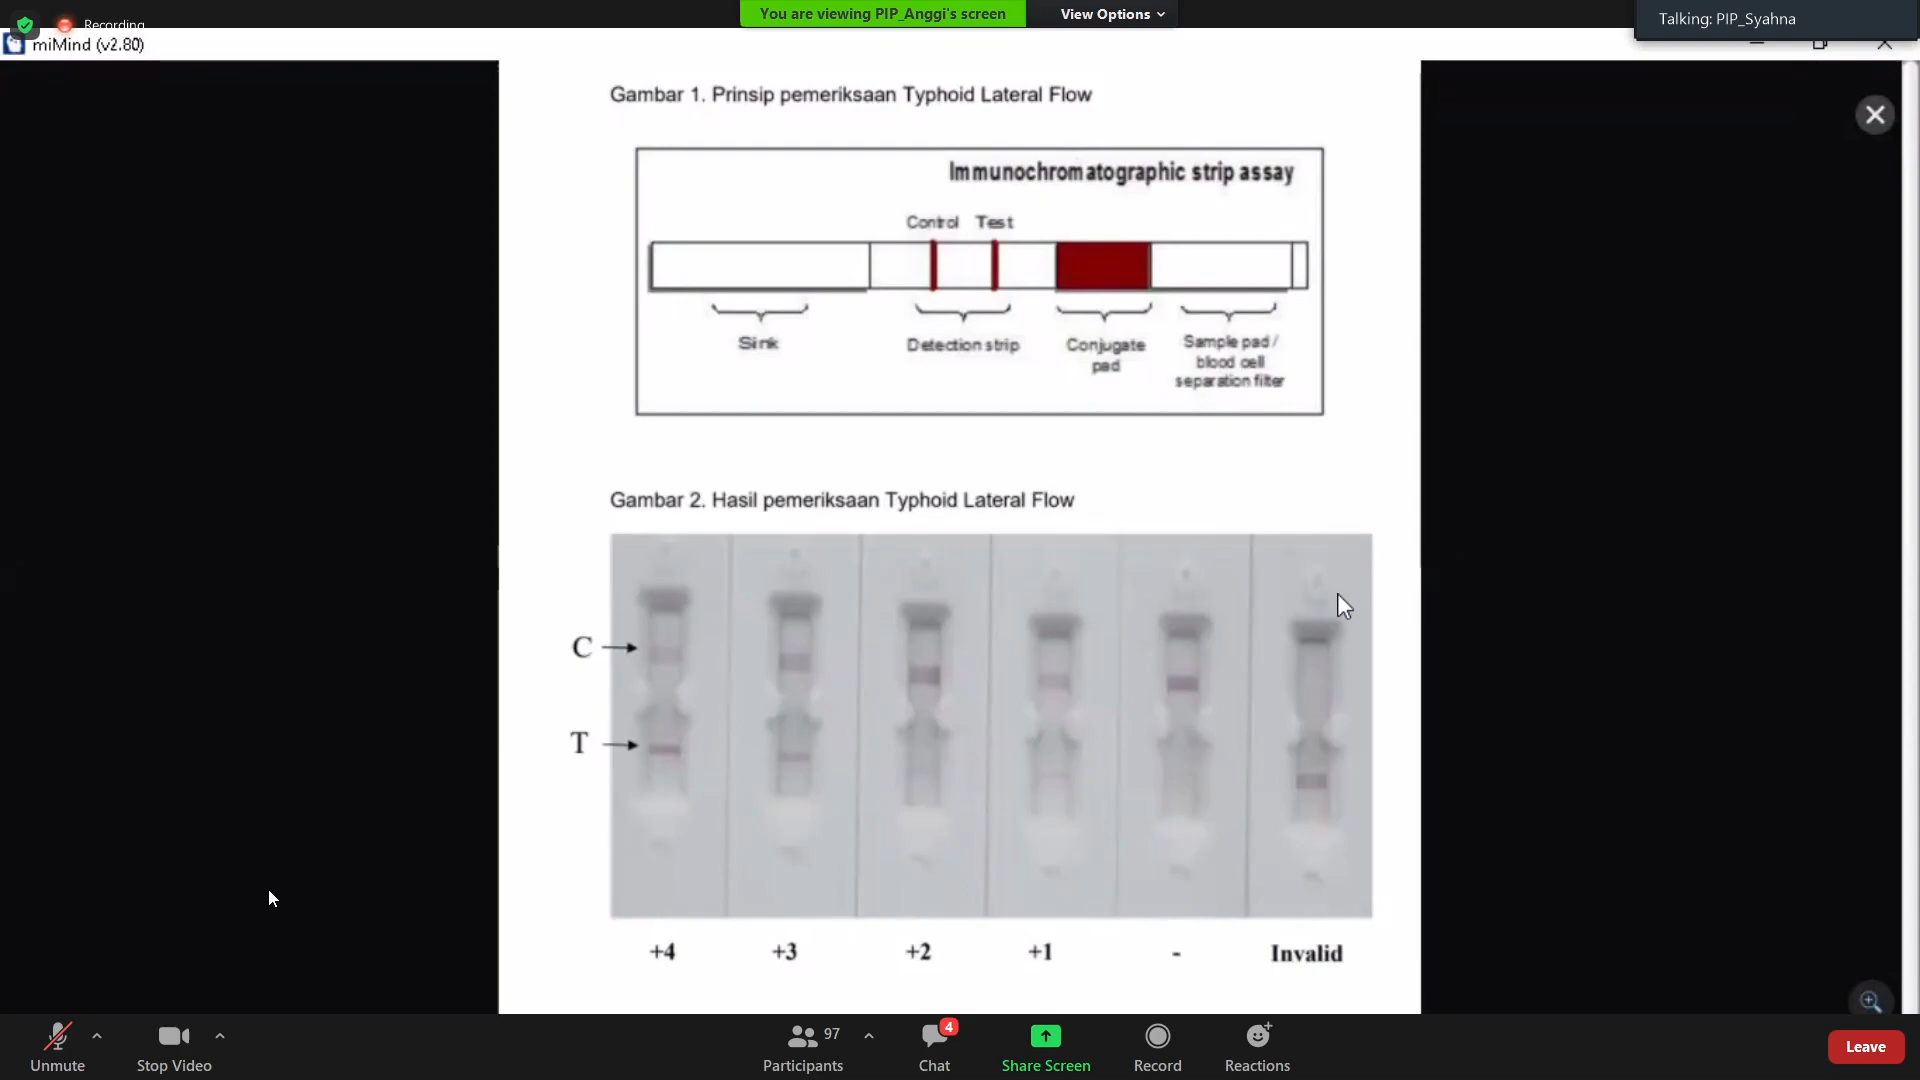 Recording
You are viewing PIP_Anggi's screen
View Options
Talking: PIP_Syahna
miMind (v2.80)
Gambar 1. Prinsip pemeriksaan Typhoid Lateral Flow
Immunochromatographic strip assay
Control Test
Sink
Detection strip
Conjugate
pad
Sample pad /
blood cell
separation filter
Gambar 2. Hasil pemeriksaan Typhoid Lateral Flow
C
T
+4 +3 +2 +1 - Invalid
Unmute
Stop Video
97
Participants
4
Chat
Share Screen
Record
Reactions
Leave